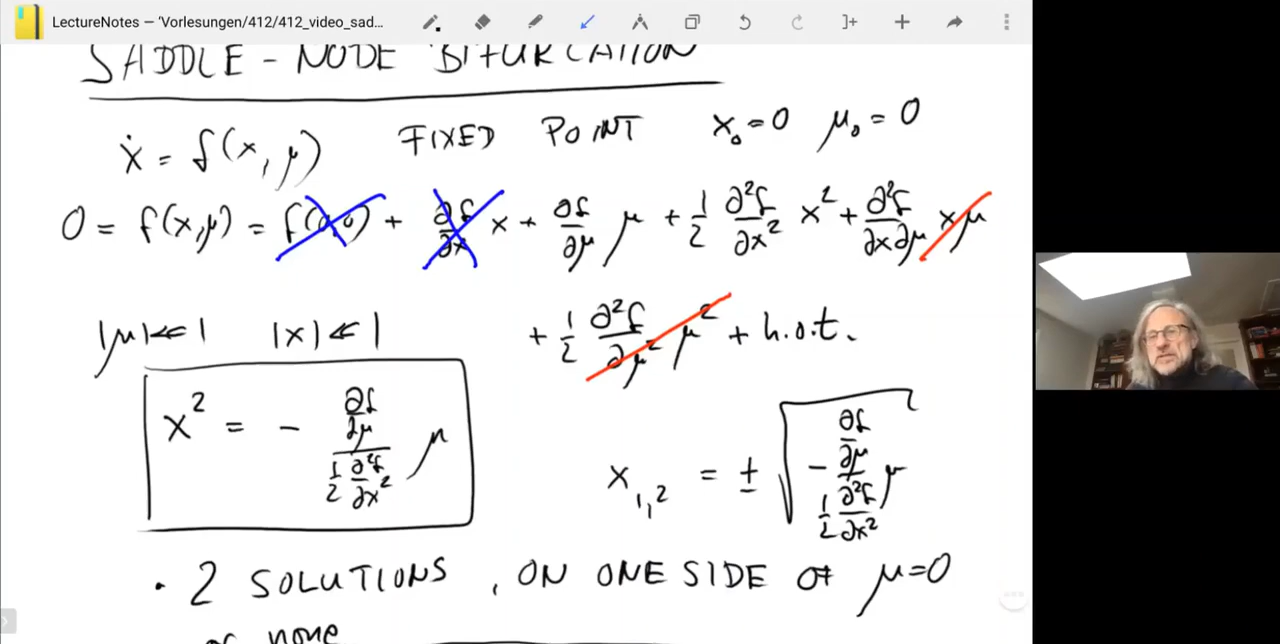 LectureNotes — ‘Vorlesungen/412/412_video_sad…
SADDLE - NODE BIFURCATION
ẋ = f(x, μ) FIXED POINT x₀=0 μ₀=0
0 = f(x,μ) = f(0,0) + ∂f/∂x x + ∂f/∂μ μ + 1/2 ∂²f/∂x² x² + ∂²f/∂x∂μ xμ
+ 1/2 ∂²f/∂μ² μ² + h.o.t.
|μ| ≪ 1 |x| ≪ 1
x² = - (∂f/∂μ)/(1/2 ∂²f/∂x²) μ
x₁,₂ = ± √(- (∂f/∂μ)/(1/2 ∂²f/∂x²) μ)
• 2 SOLUTIONS, ON ONE SIDE OF μ=0
or none